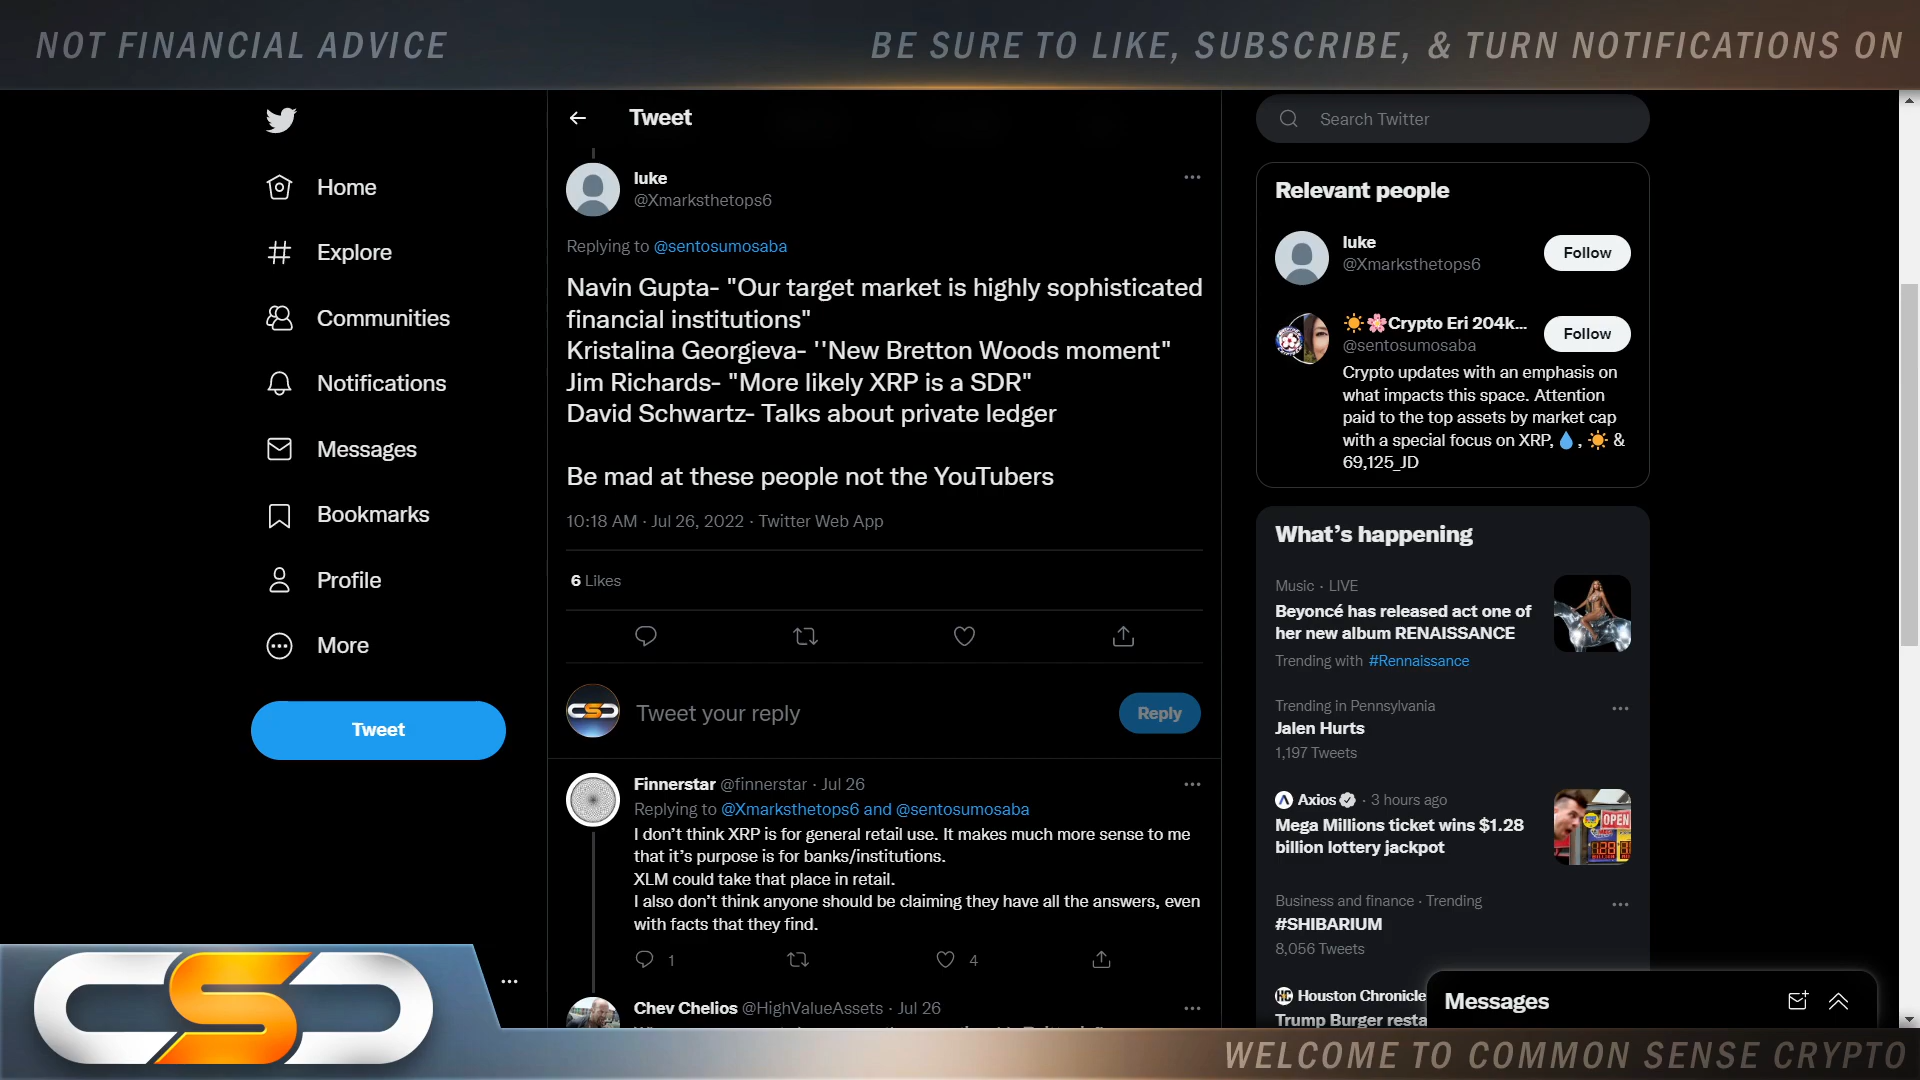 NOT FINANCIAL ADVICE
BE SURE TO LIKE, SUBSCRIBE, & TURN NOTIFICATIONS ON
Home
Explore
Communities
Notifications
Messages
Bookmarks
Profile
More
Tweet
Tweet
luke
@Xmarksthetops6
Replying to @sentosumosaba
Navin Gupta- "Our target market is highly sophisticated
financial institutions"
Kristalina Georgieva- ''New Bretton Woods moment"
Jim Richards- "More likely XRP is a SDR"
David Schwartz- Talks about private ledger
Be mad at these people not the YouTubers
10:18 AM · Jul 26, 2022 · Twitter Web App
6 Likes
CSC
Tweet your reply
Reply
Finnerstar @finnerstar · Jul 26
Replying to @Xmarksthetops6 and @sentosumosaba
I don't think XRP is for general retail use. It makes much more sense to me
that it's purpose is for banks/institutions.
XLM could take that place in retail.
I also don't think anyone should be claiming they have all the answers, even
with facts that they find.
1
4
Chev Chelios @HighValueAssets · Jul 26
Search Twitter
Relevant people
luke
@Xmarksthetops6
Follow
☀️🌸Crypto Eri 204k...
@sentosumosaba
Follow
Crypto updates with an emphasis on
what impacts this space. Attention
paid to the top assets by market cap
with a special focus on XRP, 💧, ☀️ &
69,125_JD
What's happening
Music · LIVE
Beyoncé has released act one of
her new album RENAISSANCE
Trending with #Rennaissance
Trending in Pennsylvania
Jalen Hurts
1,197 Tweets
Axios · 3 hours ago
Mega Millions ticket wins $1.28
billion lottery jackpot
OPEN
Business and finance · Trending
#SHIBARIUM
8,056 Tweets
Houston Chronicle
Trump Burger resta
Messages
CSC
WELCOME TO COMMON SENSE CRYPTO